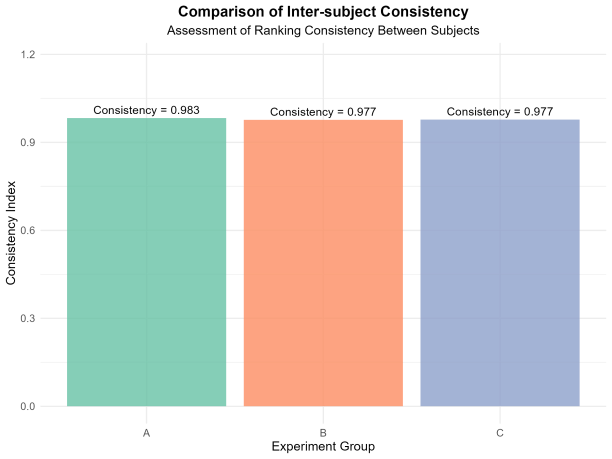 Comparison of Inter-subject Consistency
Assessment of Ranking Consistency Between Subjects
1.2
Consistency = 0.983
Consistency = 0.977
Consistency = 0.977
0.9
Consistency Index
0.6
0.3
0.0
A
B
C
Experiment Group